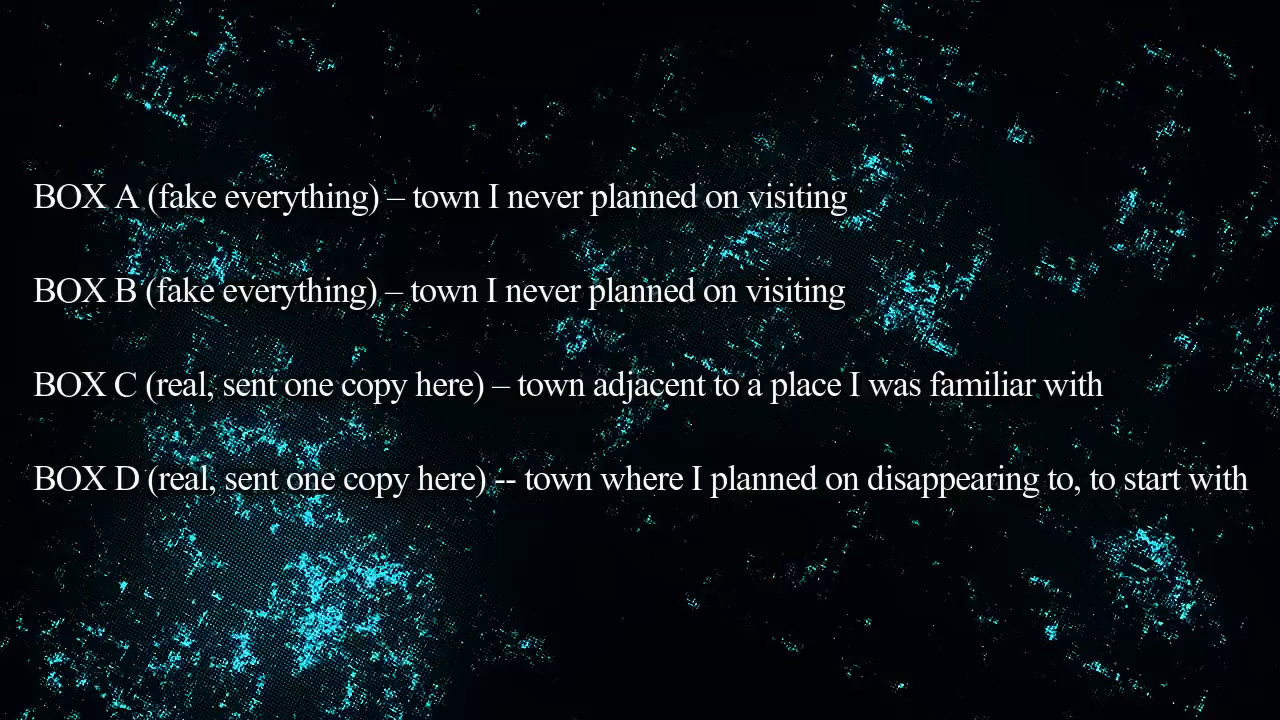 BOX A (fake everything) – town I never planned on visiting
BOX B (fake everything) – town I never planned on visiting
BOX C (real, sent one copy here) – town adjacent to a place I was familiar with
BOX D (real, sent one copy here) -- town where I planned on disappearing to, to start with